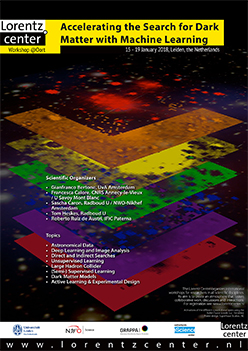 Lorentz
center
Workshop @Oort
Accelerating the Search for Dark
Matter with Machine Learning
15 - 19 January 2018, Leiden, the Netherlands
Scientific Organizers
Gianfranco Bertone, UvA Amsterdam
Francesca Calore, CNRS Annecy-le-Vieux
/ U Savoy Mont Blanc
Sascha Caron, Radboud U / NWO-Nikhef
Amsterdam
Tom Heskes, Radboud U
Roberto Ruiz de Austri, IFIC Paterna
Topics
Astronomical Data
Deep Learning and Image Analysis
Direct and Indirect Searches
Unsupervised Learning
Large Hadron Collider
(Semi-) Supervised Learning
Dark Matter Models
Active Learning & Experimental Design
GRAPPA
Lorentz
center
www.lorentzcenter.nl